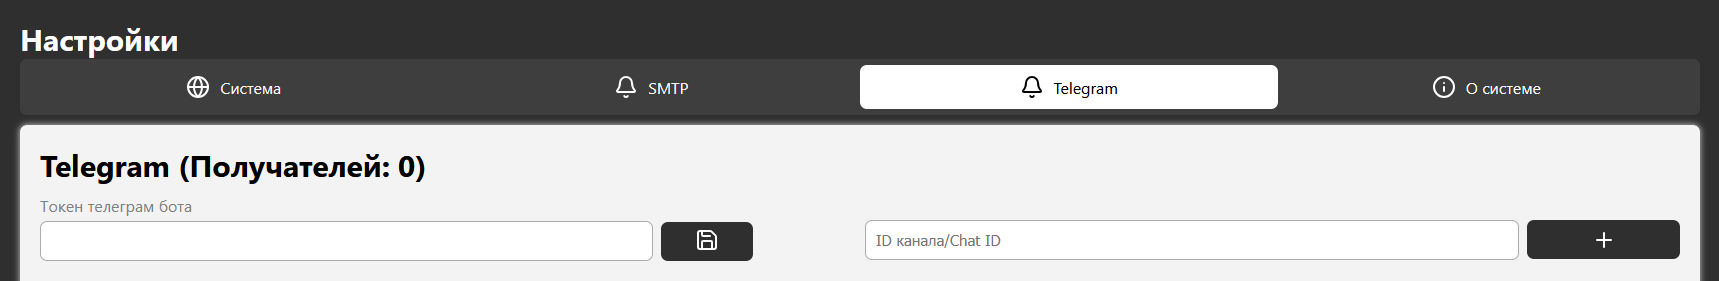 Настройки
Система
SMTP
Telegram
О системе
Telegram (Получателей: 0)
Токен телеграм бота
ID канала/Chat ID